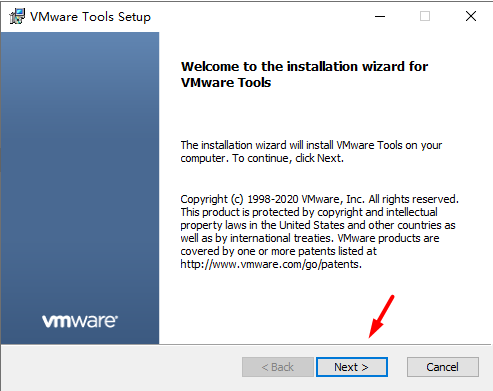 VMware Tools Setup
Welcome to the installation wizard for
VMware Tools
The installation wizard will install VMware Tools on your
computer. To continue, click Next.
Copyright (c) 1998-2020 VMware, Inc. All rights reserved.
This product is protected by copyright and intellectual
property laws in the United States and other countries as
well as by international treaties. VMware products are
covered by one or more patents listed at
http://www.vmware.com/go/patents.
vmware®
< Back
Next >
Cancel